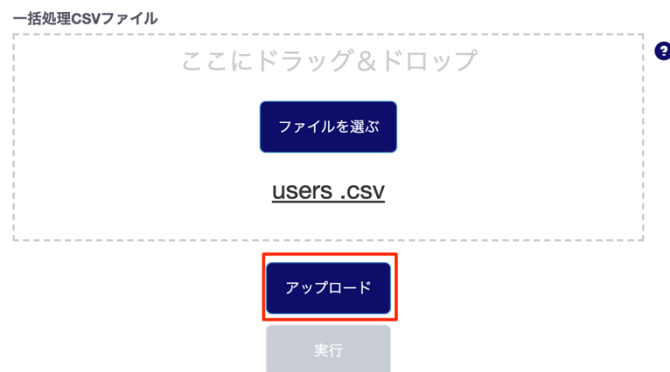 一括処理CSVファイル
ここにドラッグ＆ドロップ
?
ファイルを選ぶ
users .csv
アップロード
実行